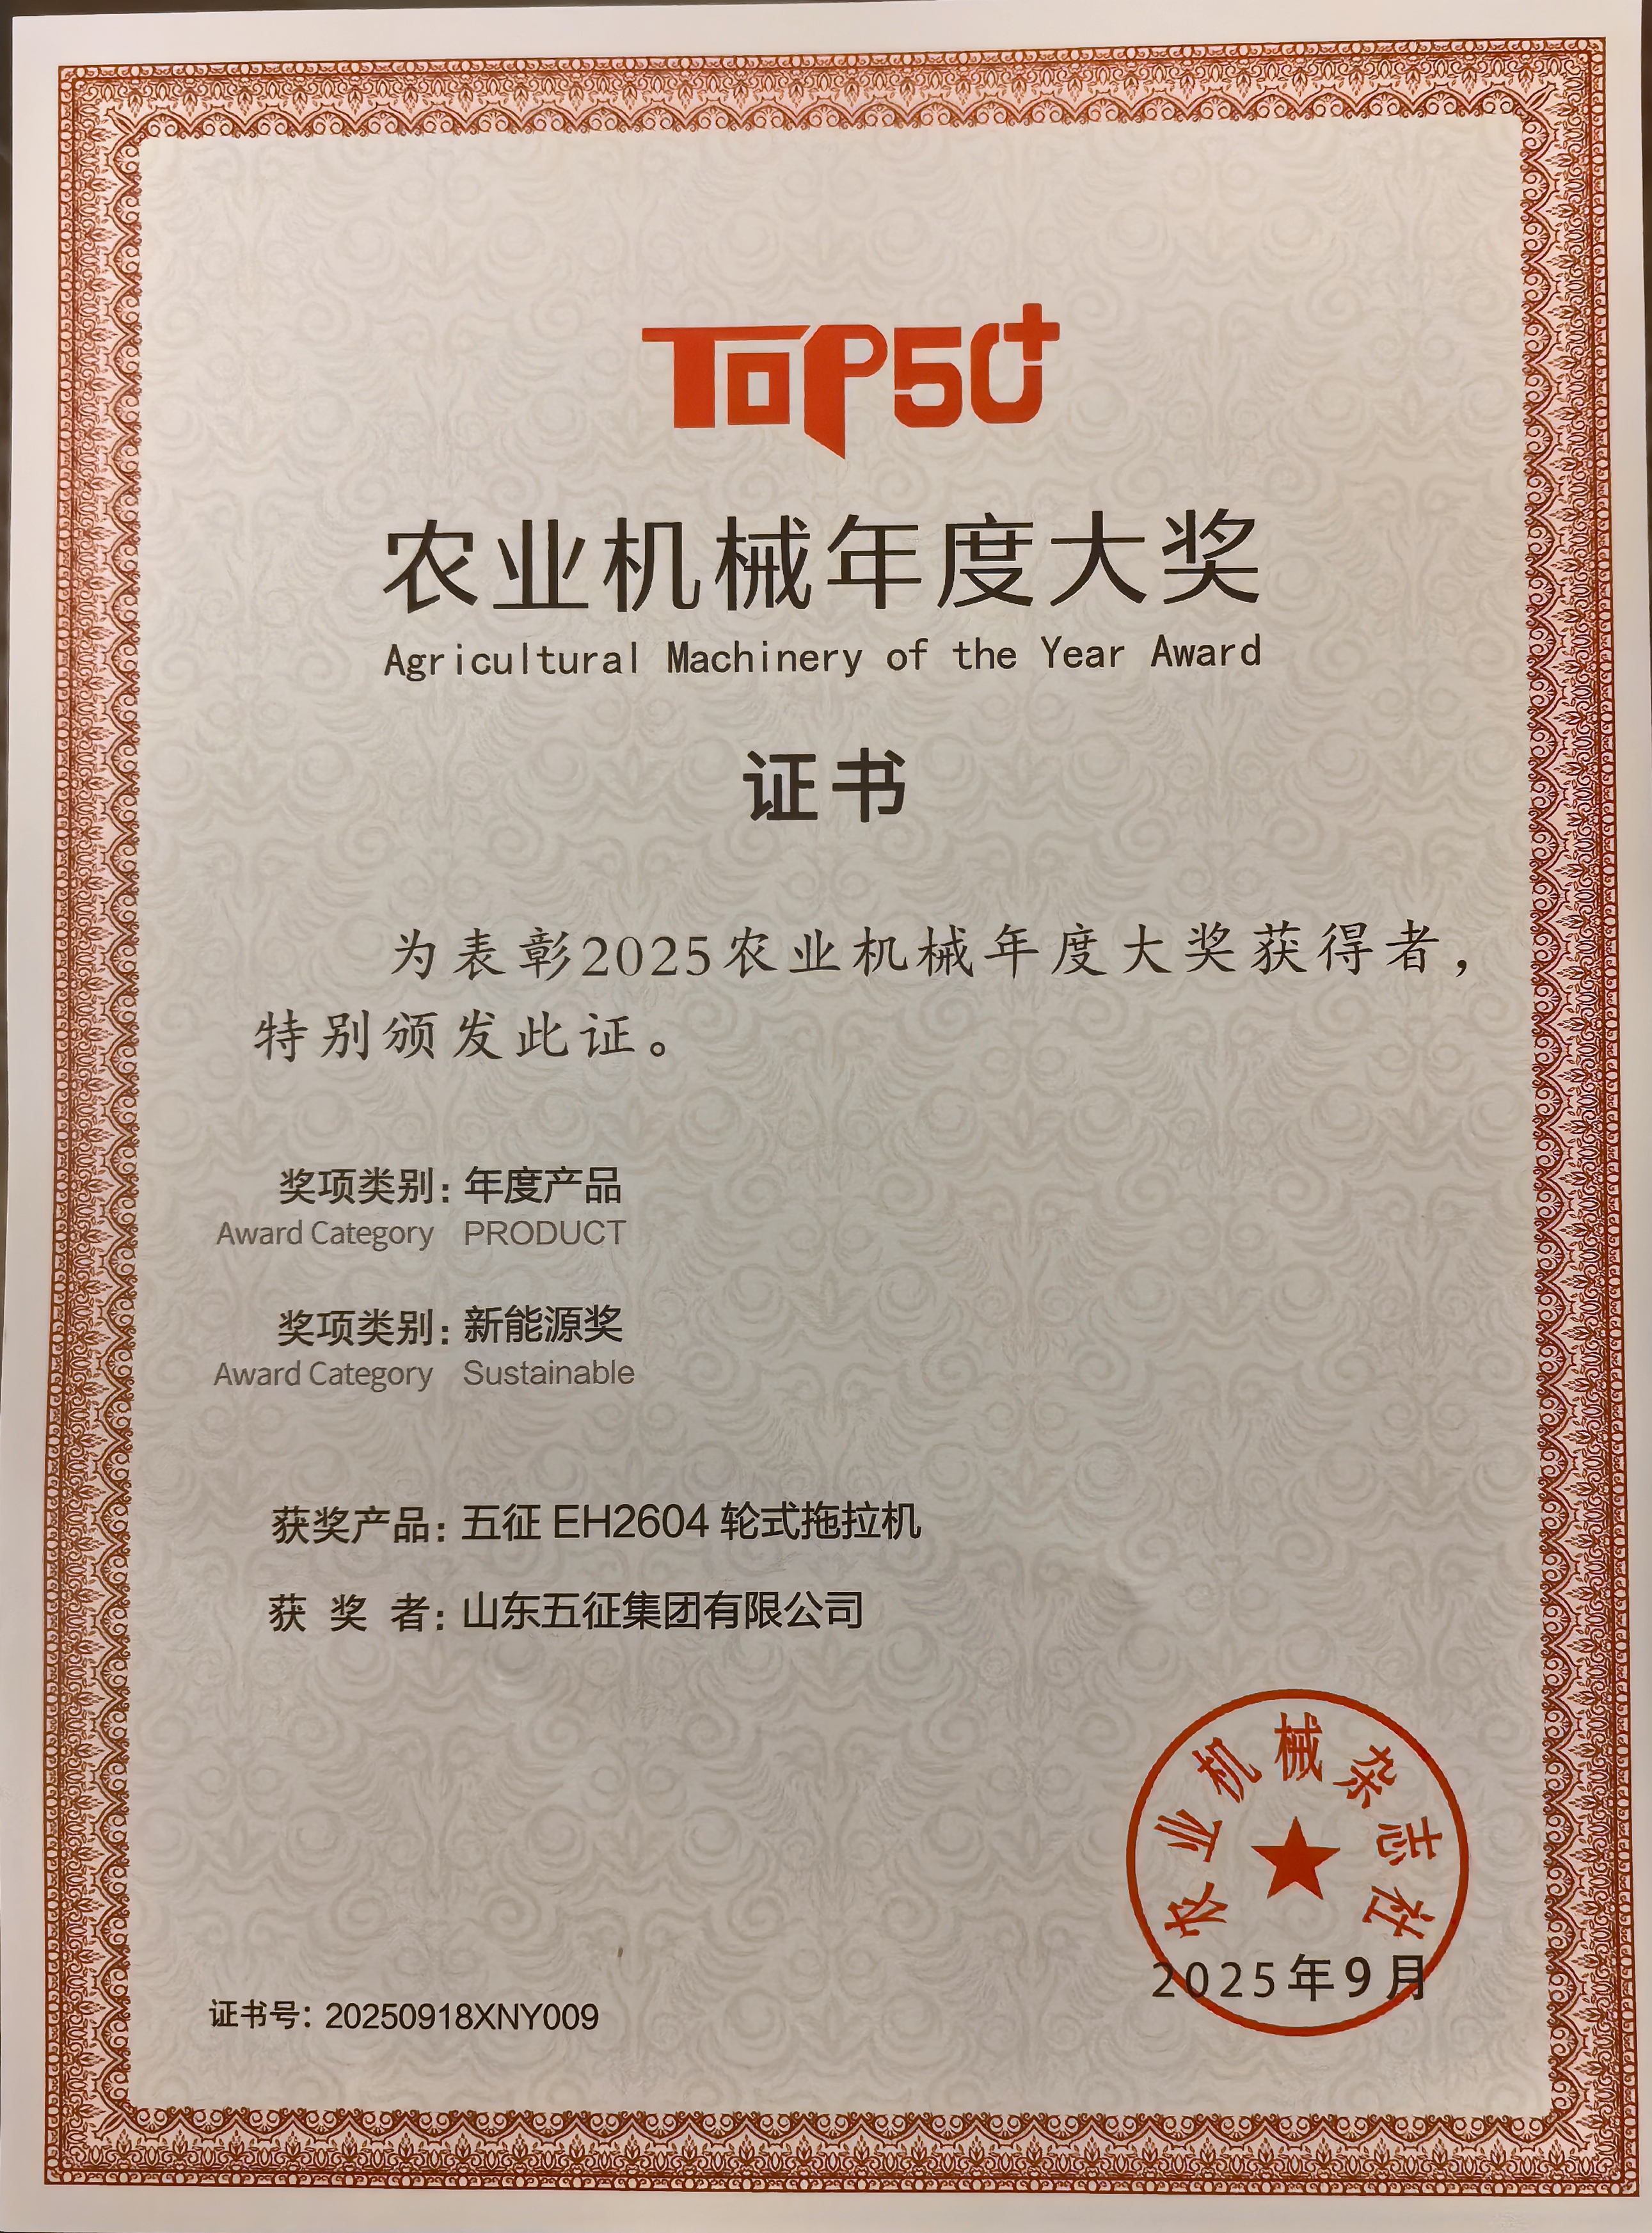 TOP50+
农业机械年度大奖
Agricultural Machinery of the Year Award
证书
为表彰2025农业机械年度大奖获得者，
特别颁发此证。
奖项类别：年度产品
Award Category PRODUCT
奖项类别：新能源奖
Award Category Sustainable
获奖产品：五征 EH2604 轮式拖拉机
获 奖 者：山东五征集团有限公司
农业机械杂志社
2025年9月
证书号：20250918XNY009